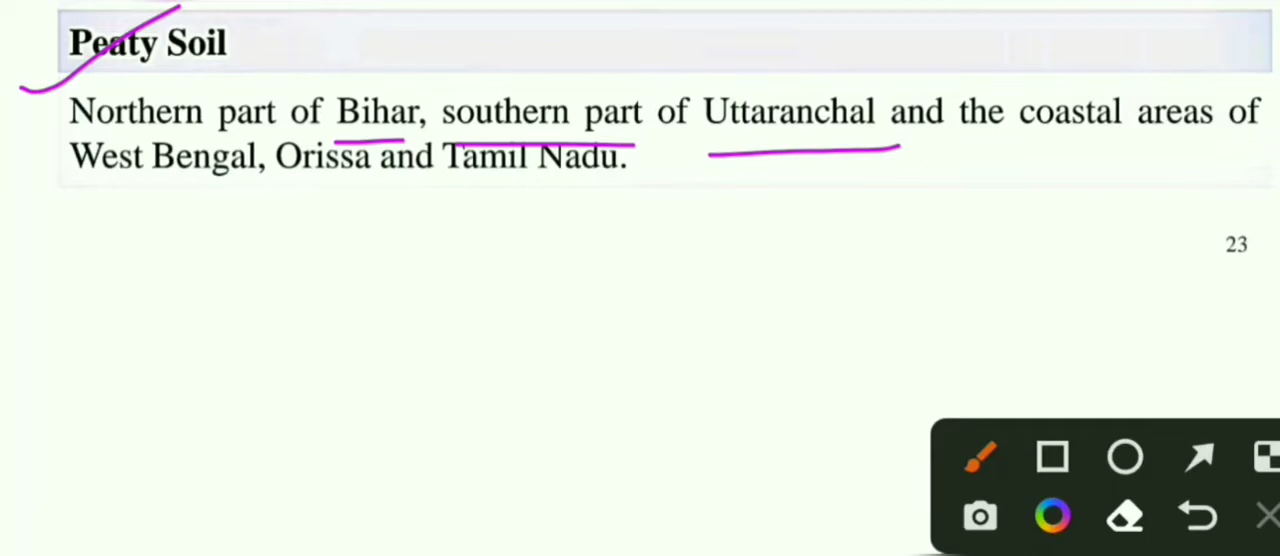 Peaty Soil
Northern part of Bihar, southern part of Uttaranchal and the coastal areas of
West Bengal, Orissa and Tamil Nadu.
23